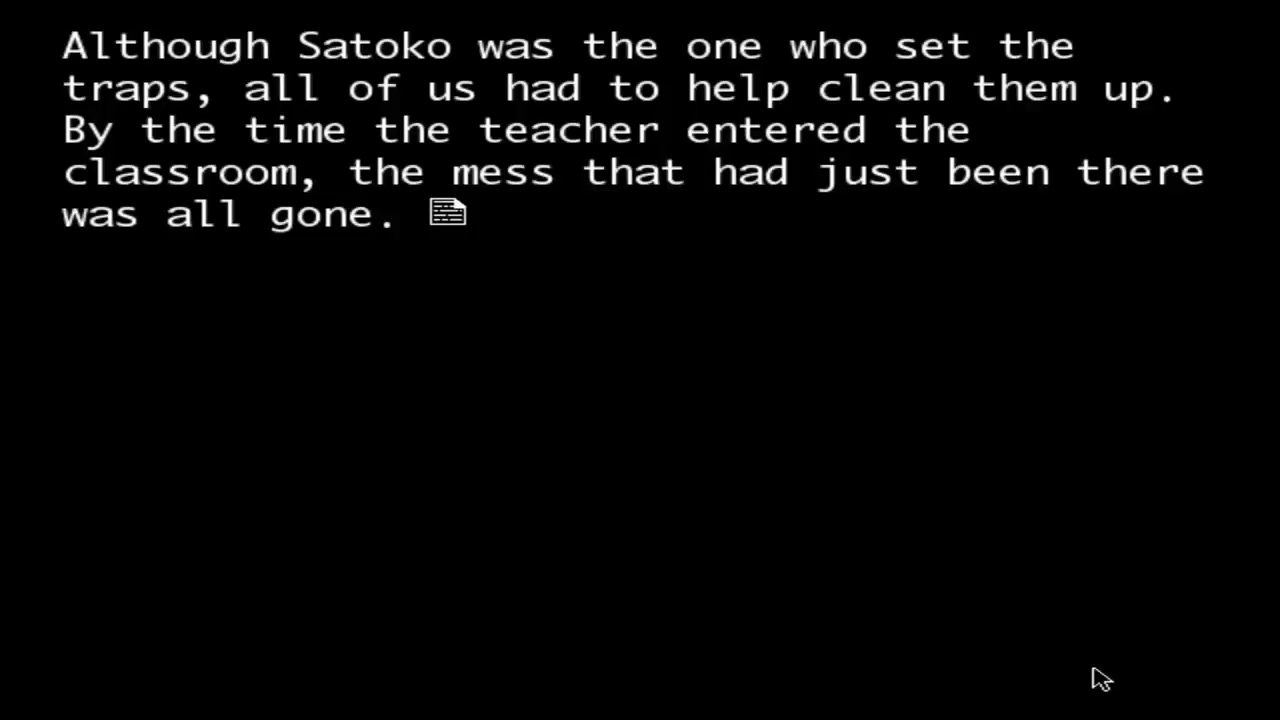 Although Satoko was the one who set the
traps, all of us had to help clean them up.
By the time the teacher entered the
classroom, the mess that had just been there
was all gone.